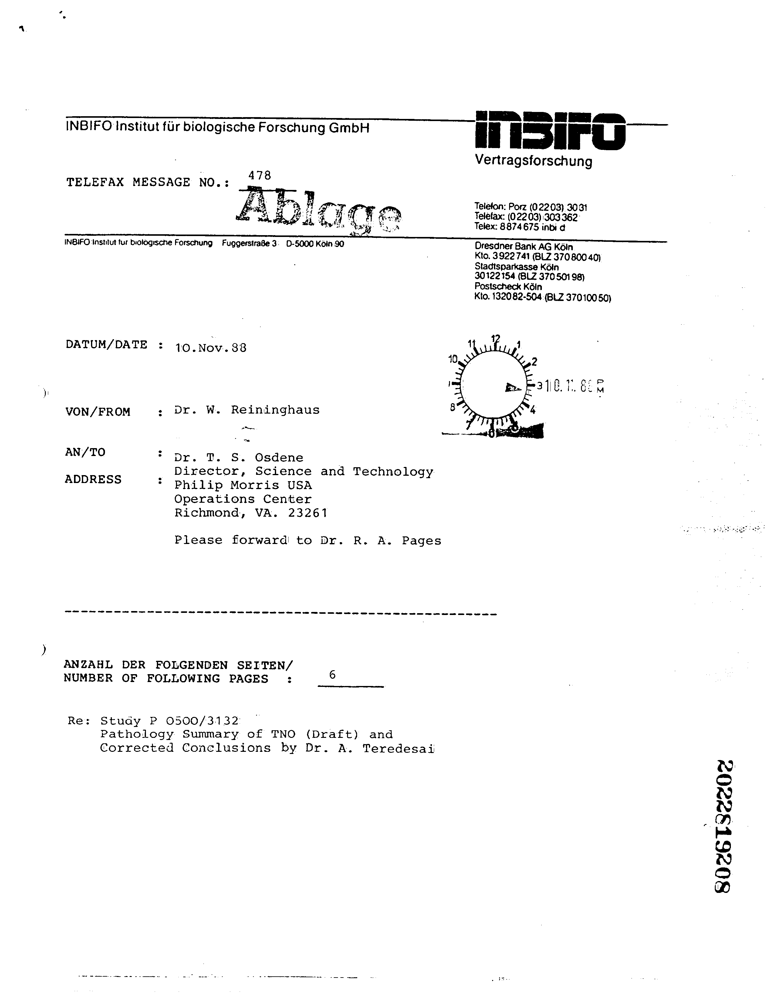 INBIFO Institut für biologische Forschung GmbH
INBIFO
Vertragsforschung
TELEFAX MESSAGE NO.: 478
Ablage
Telefon: Porz (02203) 3031
Telefax: (02203) 303362
Telex: 8874675 inbi d
INBIFO Institut für biologische Forschung Fuggerstraße 3 D-5000 Köln 90
Dresdner Bank AG Köln
Kto. 3922741 (BLZ 37080040)
Stadtsparkasse Köln
30122154 (BLZ 37050198)
Postscheck Köln
Kto. 132082-504 (BLZ 37010050)
DATUM/DATE : 10.Nov.88
12
11 1
10 2
3
8 4
7
VON/FROM : Dr. W. Reininghaus
AN/TO : Dr. T. S. Osdene
Director, Science and Technology
ADDRESS : Philip Morris USA
Operations Center
Richmond, VA. 23261
Please forward to Dr. R. A. Pages
ANZAHL DER FOLGENDEN SEITEN/
NUMBER OF FOLLOWING PAGES : 6
Re: Study P 0500/3132
Pathology Summary of TNO (Draft) and
Corrected Conclusions by Dr. A. Teredesai
2022819208